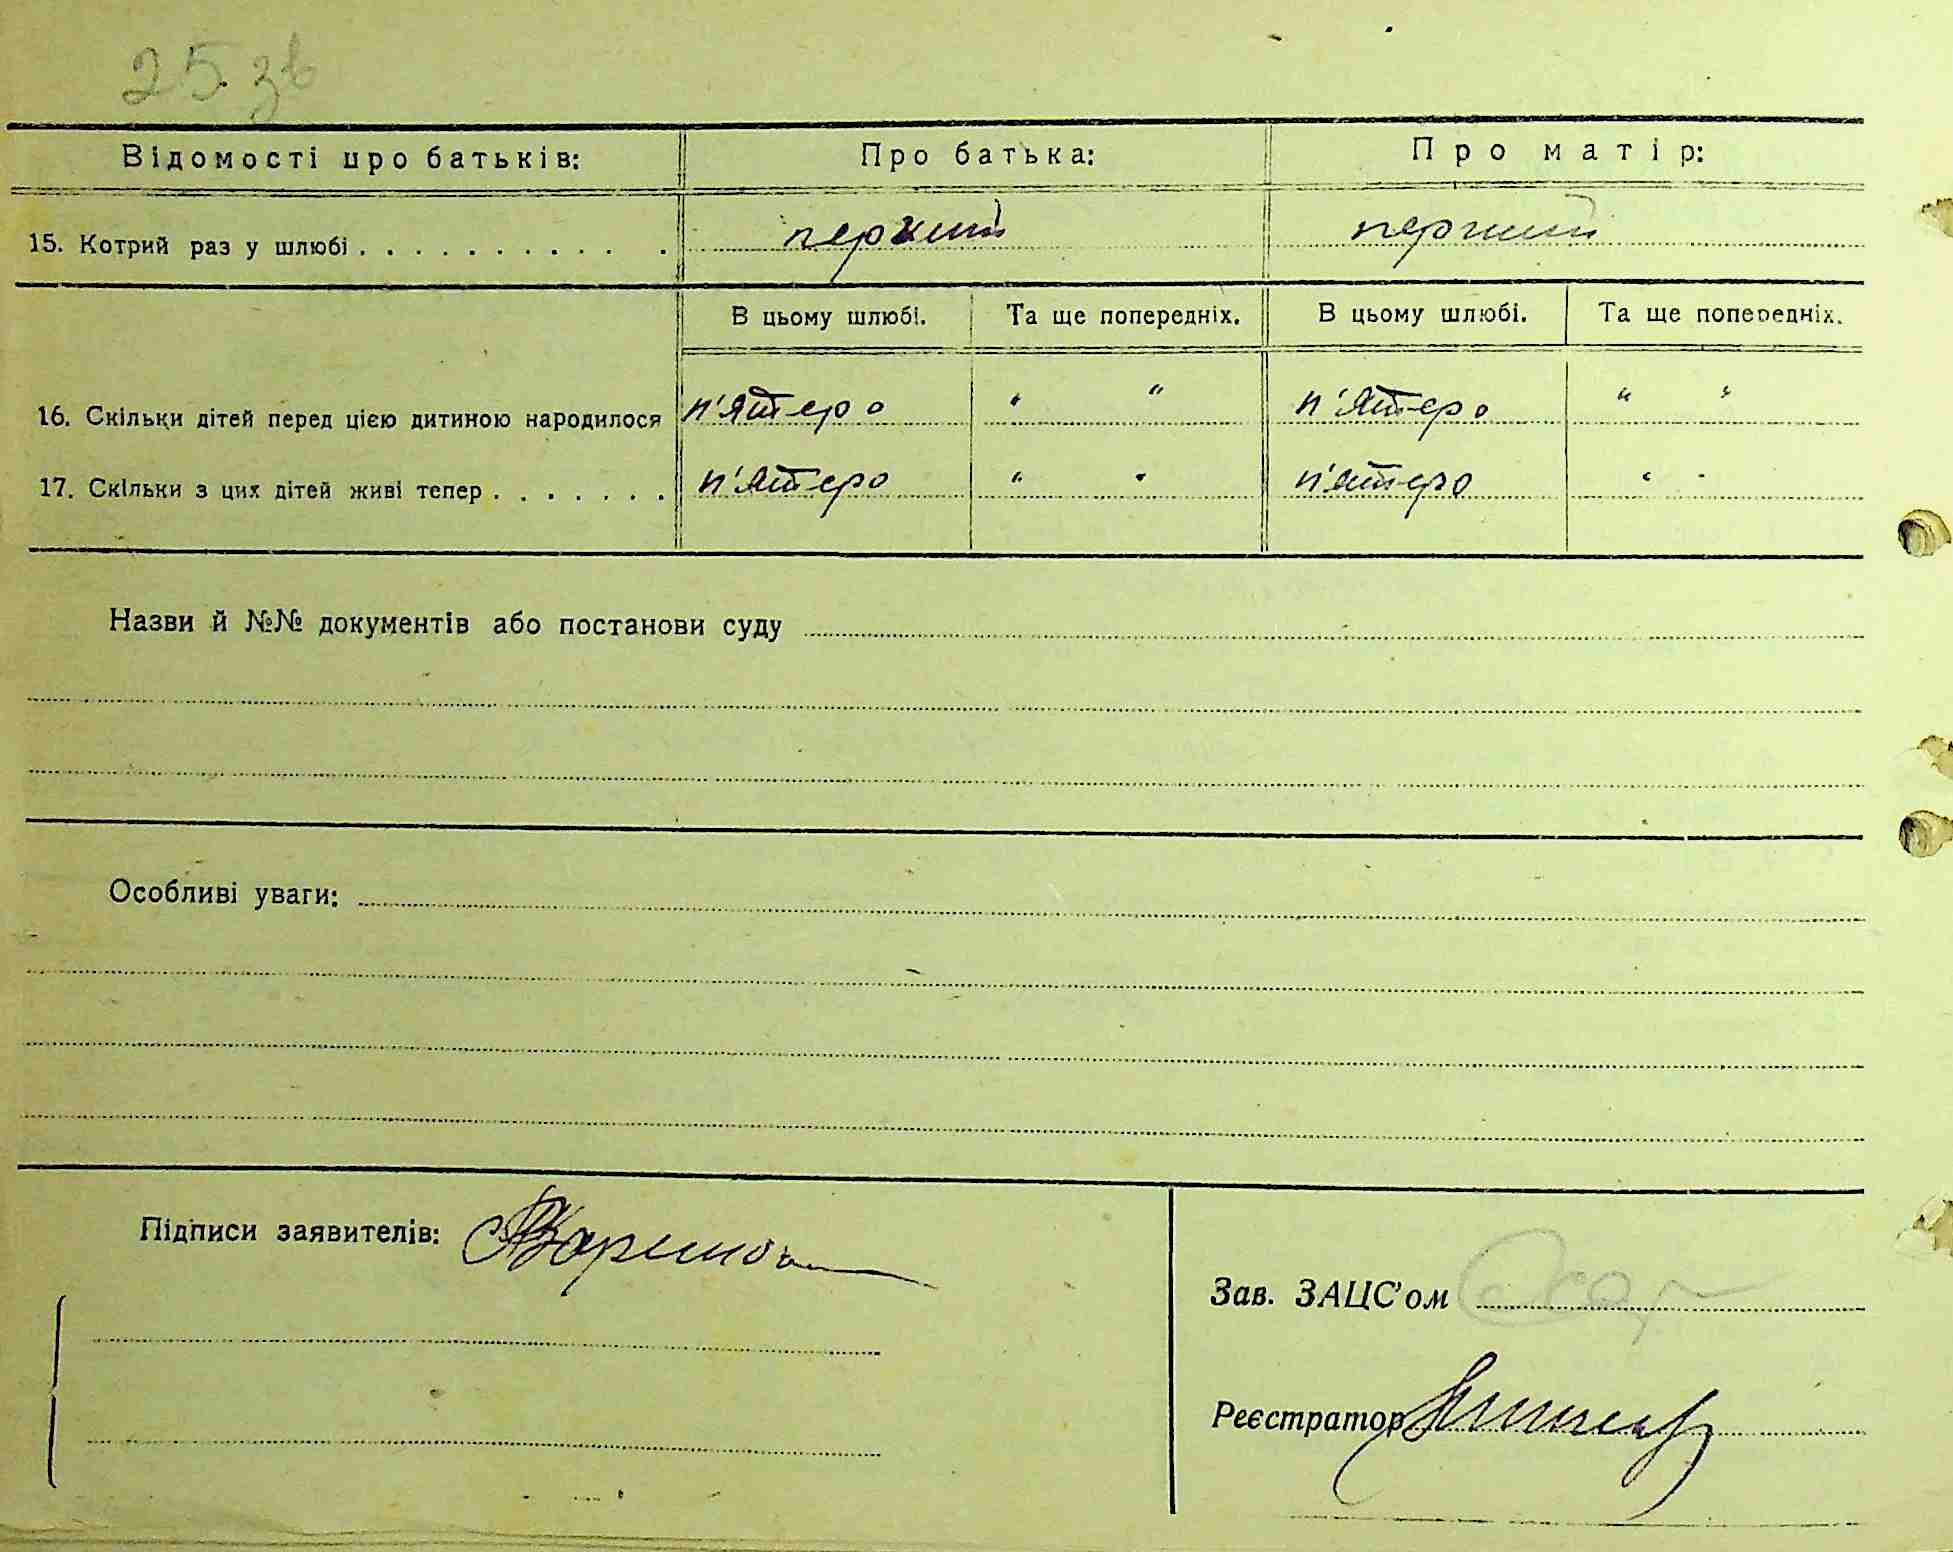 25 зв
Відомості про батьків: Про батька: Про матір:
15. Котрий раз у шлюбі . . . . . . . . . . . . перший перший
В цьому шлюбі. Та ще попередніх. В цьому шлюбі. Та ще попередніх.
16. Скільки дітей перед цією дитиною народилося п'ятеро " " п'ятеро " "
17. Скільки з цих дітей живі тепер . . . . . . . п'ятеро " " п'ятеро " "
Назви й №№ документів або постанови суду
Особливі уваги:
Підписи заявителів:
Зав. ЗАЦС'ом
Реєстратор